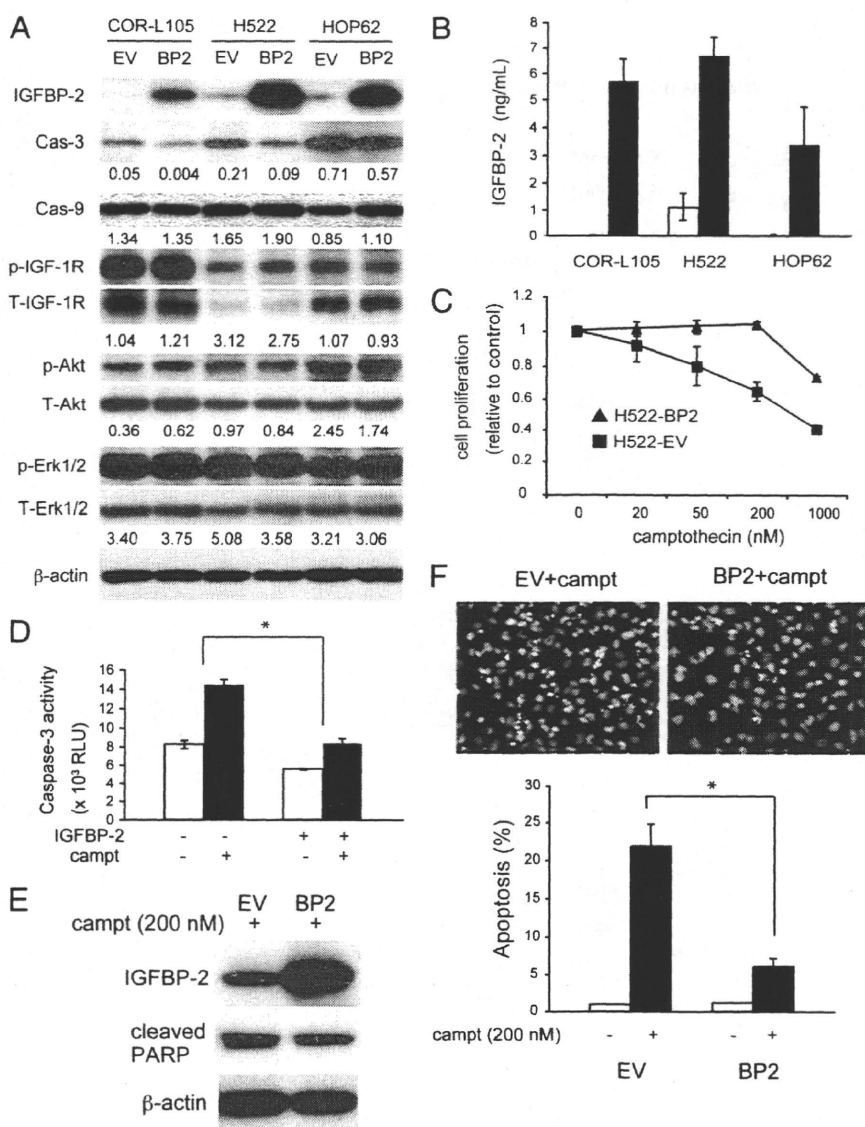 A
COR-L105 H522 HOP62
EV BP2 EV BP2 EV BP2
IGFBP-2
Cas-3
0.05 0.004 0.21 0.09 0.71 0.57
Cas-9
1.34 1.35 1.65 1.90 0.85 1.10
p-IGF-1R
T-IGF-1R
1.04 1.21 3.12 2.75 1.07 0.93
p-Akt
T-Akt
0.36 0.62 0.97 0.84 2.45 1.74
p-Erk1/2
T-Erk1/2
3.40 3.75 5.08 3.58 3.21 3.06
β-actin
B
IGFBP-2 (ng/mL)
8
7
6
5
4
3
2
1
0
COR-L105 H522 HOP62
C
cell proliferation
(relative to control)
1.2
1
0.8
0.6
0.4
0
H522-BP2
H522-EV
0 20 50 200 1000
camptothecin (nM)
D
Caspase-3 activity
(x 10³ RLU)
16
14
12
10
8
6
4
2
0
*
IGFBP-2 - - + +
campt - + - +
E
EV BP2
campt (200 nM) + +
IGFBP-2
cleaved
PARP
β-actin
F
EV+campt BP2+campt
Apoptosis (%)
30
25
20
15
10
5
0
*
campt (200 nM) - + - +
EV BP2